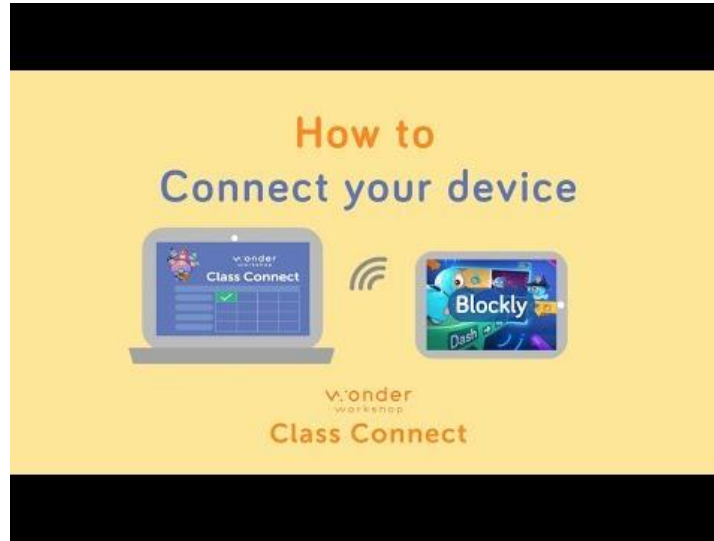 How to
Connect your device
wonder
workshop
Class Connect
Blockly
Dash
wonder
workshop
Class Connect